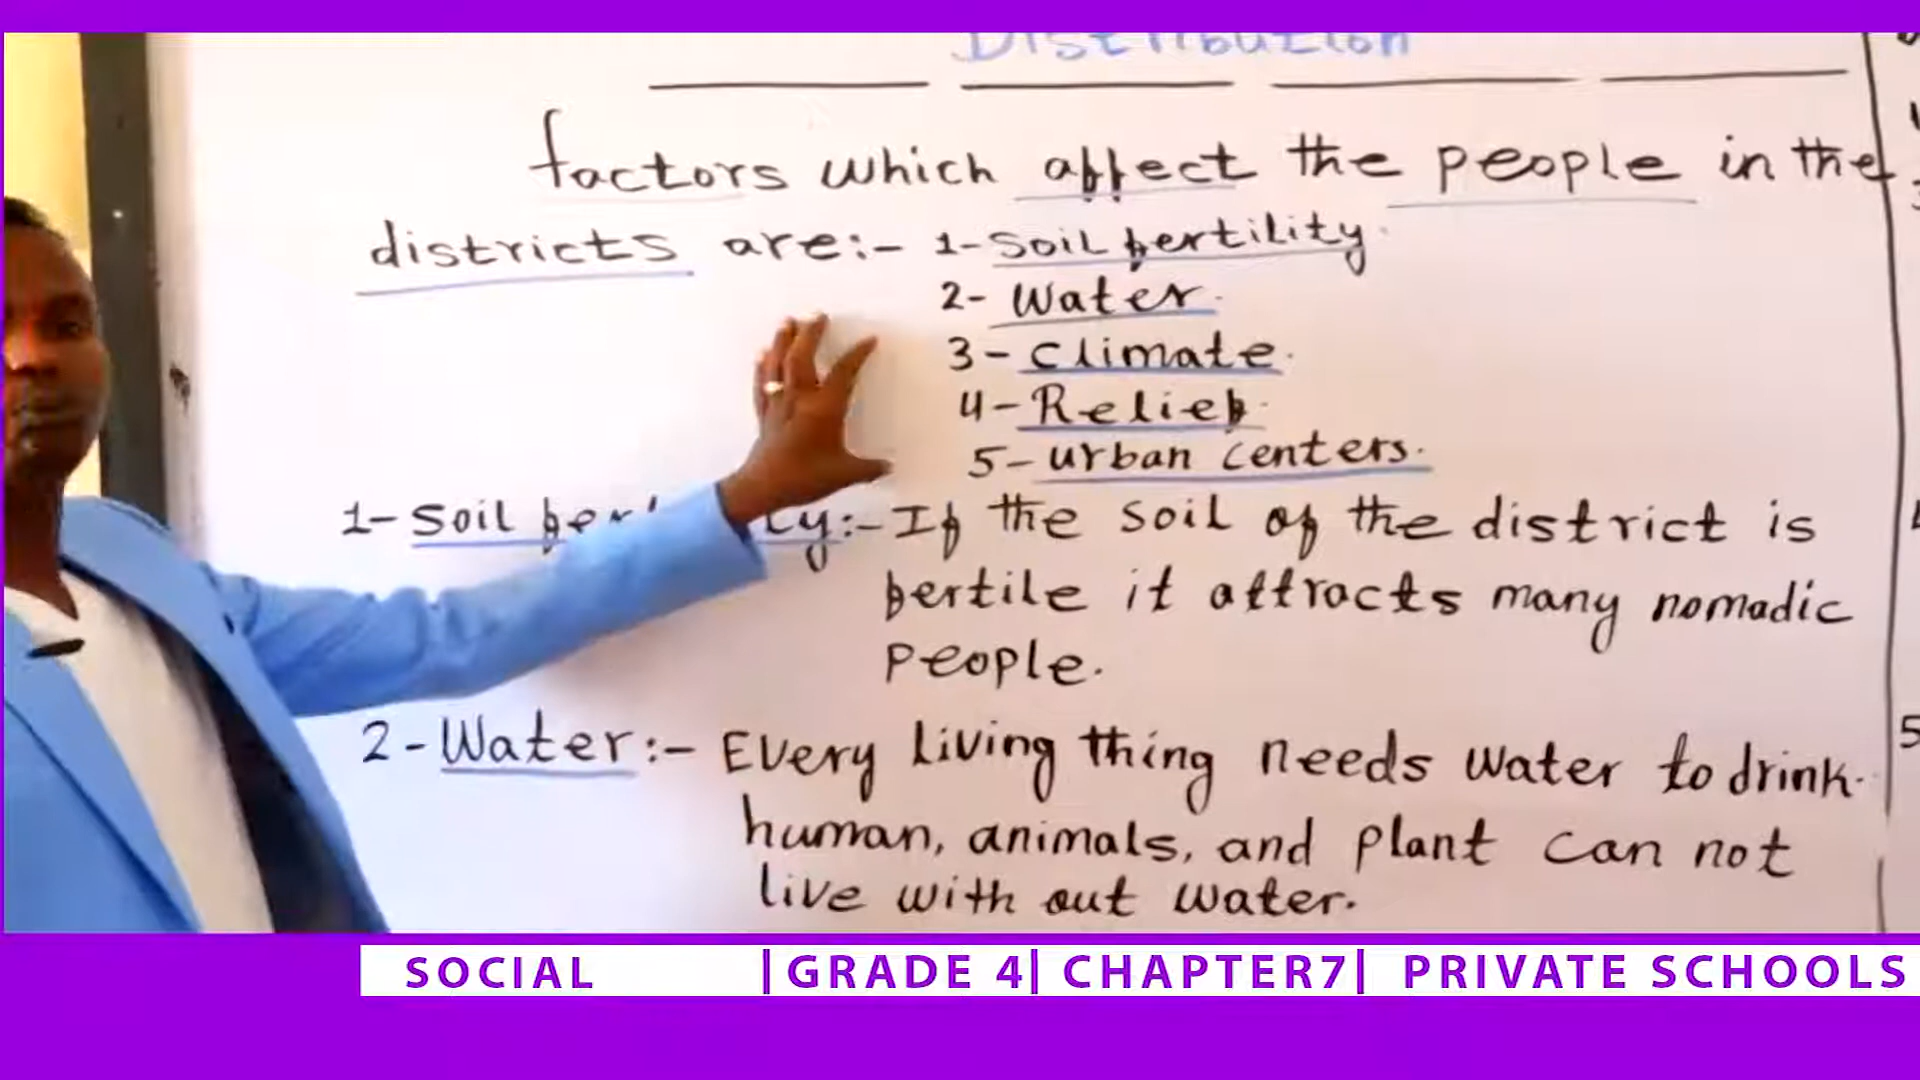 Distribution
factors which affect the people in the
districts are:- 1-Soil fertility.
2- Water.
3- climate.
4- Relief.
5- urban centers.
1- Soil :- If the soil of the district is
fertile it attracts many nomadic
people.
2- Water:- Every living thing needs water to drink.
human, animals, and plant can not
live with out water.
5
SOCIAL |GRADE 4| CHAPTER7| PRIVATE SCHOOLS